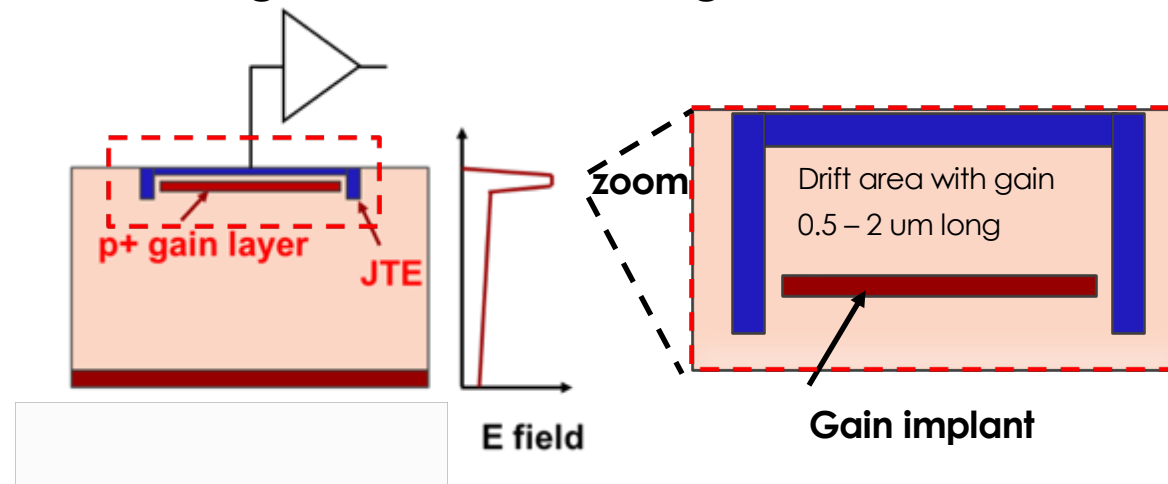 p+ gain layer
JTE
E field
zoom
Drift area with gain
0.5 – 2 um long
Gain implant